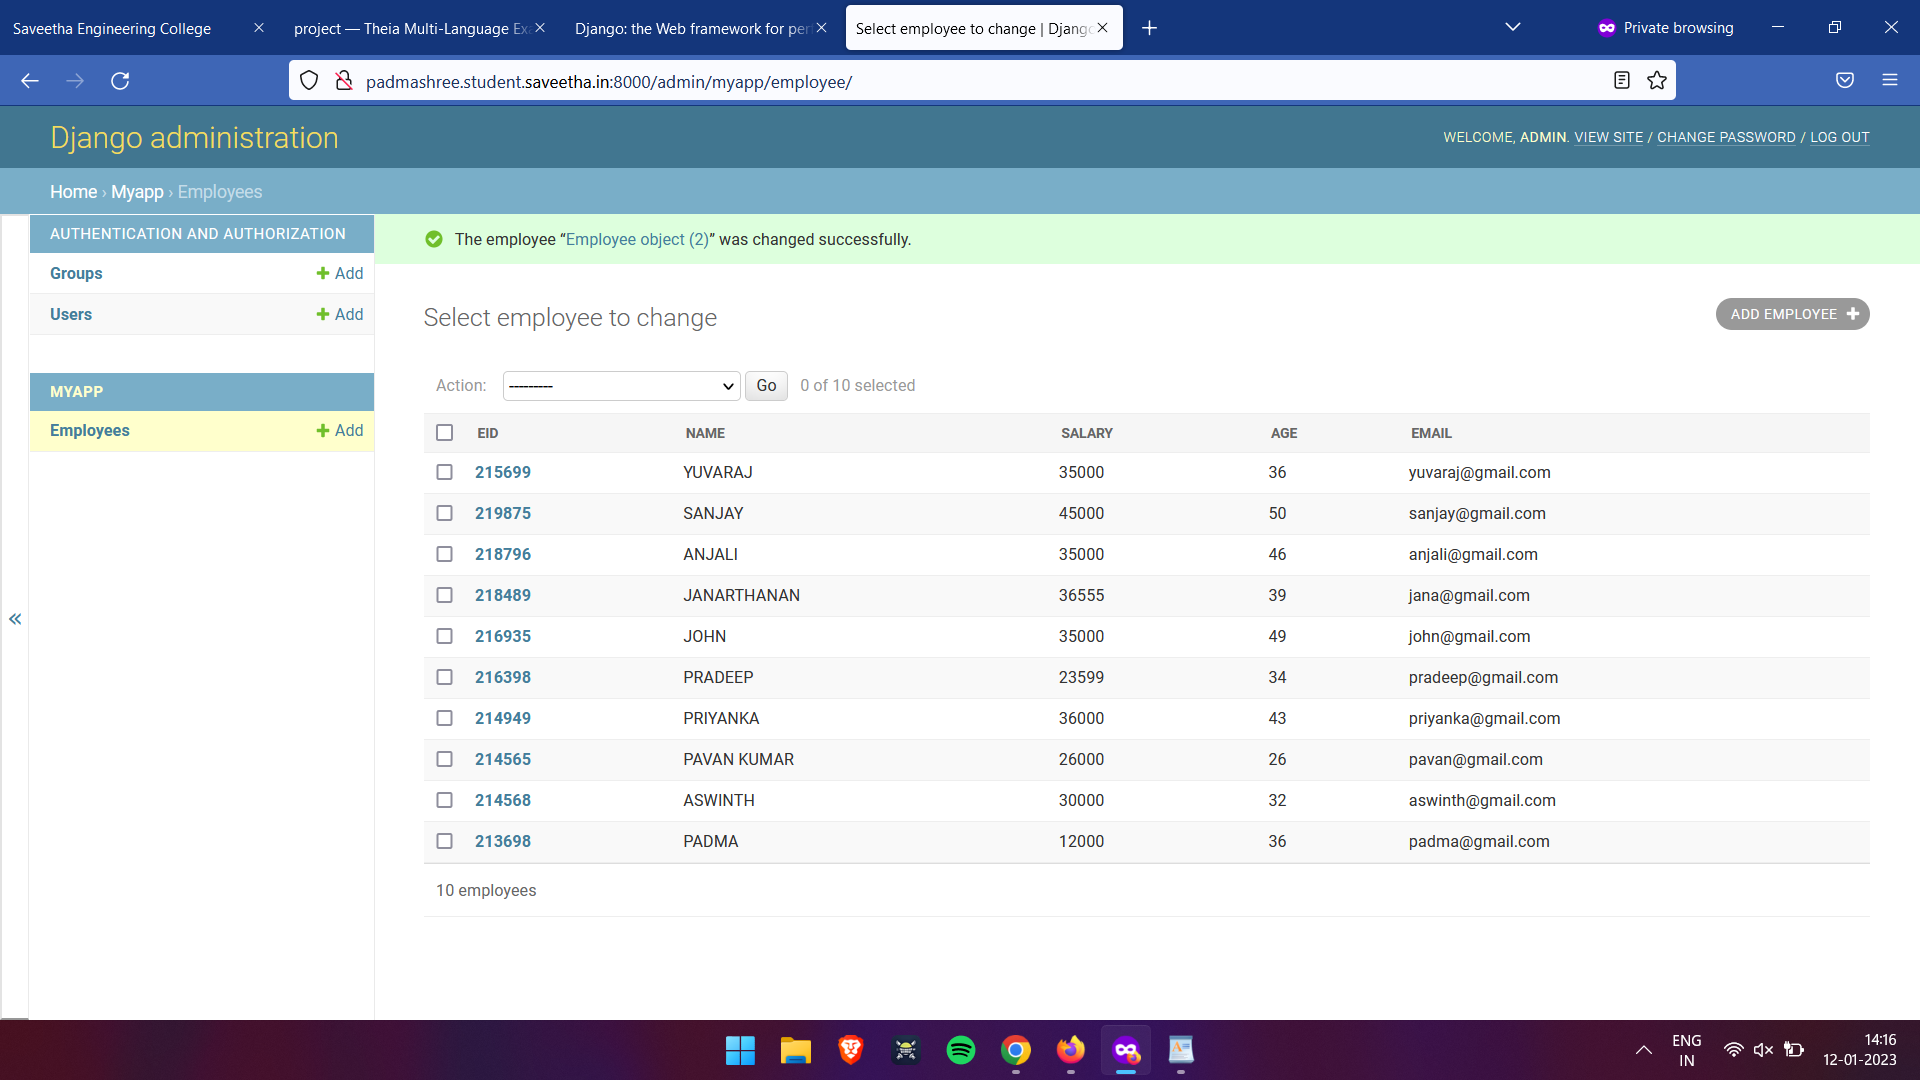 Saveetha Engineering College
project — Theia Multi-Language Ex
Django: the Web framework for per
Select employee to change | Django
Private browsing
padmashree.student.saveetha.in:8000/admin/myapp/employee/
Django administration
WELCOME, ADMIN. VIEW SITE / CHANGE PASSWORD / LOG OUT
Home › Myapp › Employees
AUTHENTICATION AND AUTHORIZATION
Groups + Add
Users + Add
MYAPP
Employees + Add
«
The employee “Employee object (2)” was changed successfully.
Select employee to change
ADD EMPLOYEE +
Action: --------- Go 0 of 10 selected
EID NAME SALARY AGE EMAIL
215699 YUVARAJ 35000 36 yuvaraj@gmail.com
219875 SANJAY 45000 50 sanjay@gmail.com
218796 ANJALI 35000 46 anjali@gmail.com
218489 JANARTHANAN 36555 39 jana@gmail.com
216935 JOHN 35000 49 john@gmail.com
216398 PRADEEP 23599 34 pradeep@gmail.com
214949 PRIYANKA 36000 43 priyanka@gmail.com
214565 PAVAN KUMAR 26000 26 pavan@gmail.com
214568 ASWINTH 30000 32 aswinth@gmail.com
213698 PADMA 12000 36 padma@gmail.com
10 employees
ENG
IN
14:16
12-01-2023